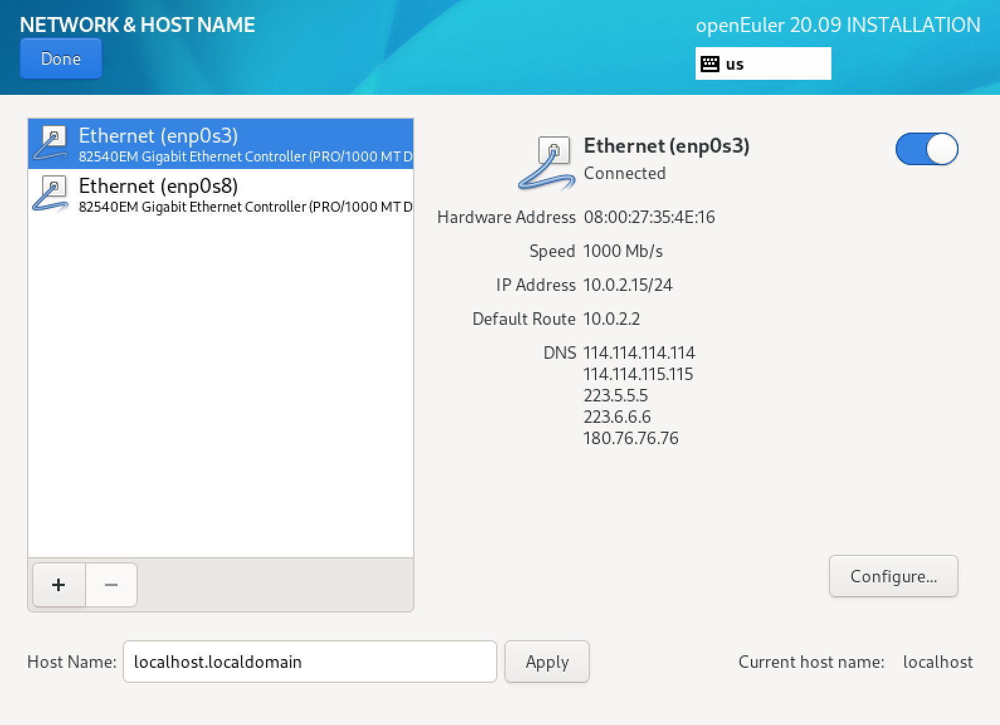 NETWORK & HOST NAME
openEuler 20.09 INSTALLATION
Done
us
Ethernet (enp0s3)
82540EM Gigabit Ethernet Controller (PRO/1000 MT D
Ethernet (enp0s8)
82540EM Gigabit Ethernet Controller (PRO/1000 MT D
Ethernet (enp0s3)
Connected
Hardware Address 08:00:27:35:4E:16
Speed 1000 Mb/s
IP Address 10.0.2.15/24
Default Route 10.0.2.2
DNS 114.114.114.114
114.114.115.115
223.5.5.5
223.6.6.6
180.76.76.76
+ −
Configure...
Host Name: localhost.localdomain Apply Current host name: localhost